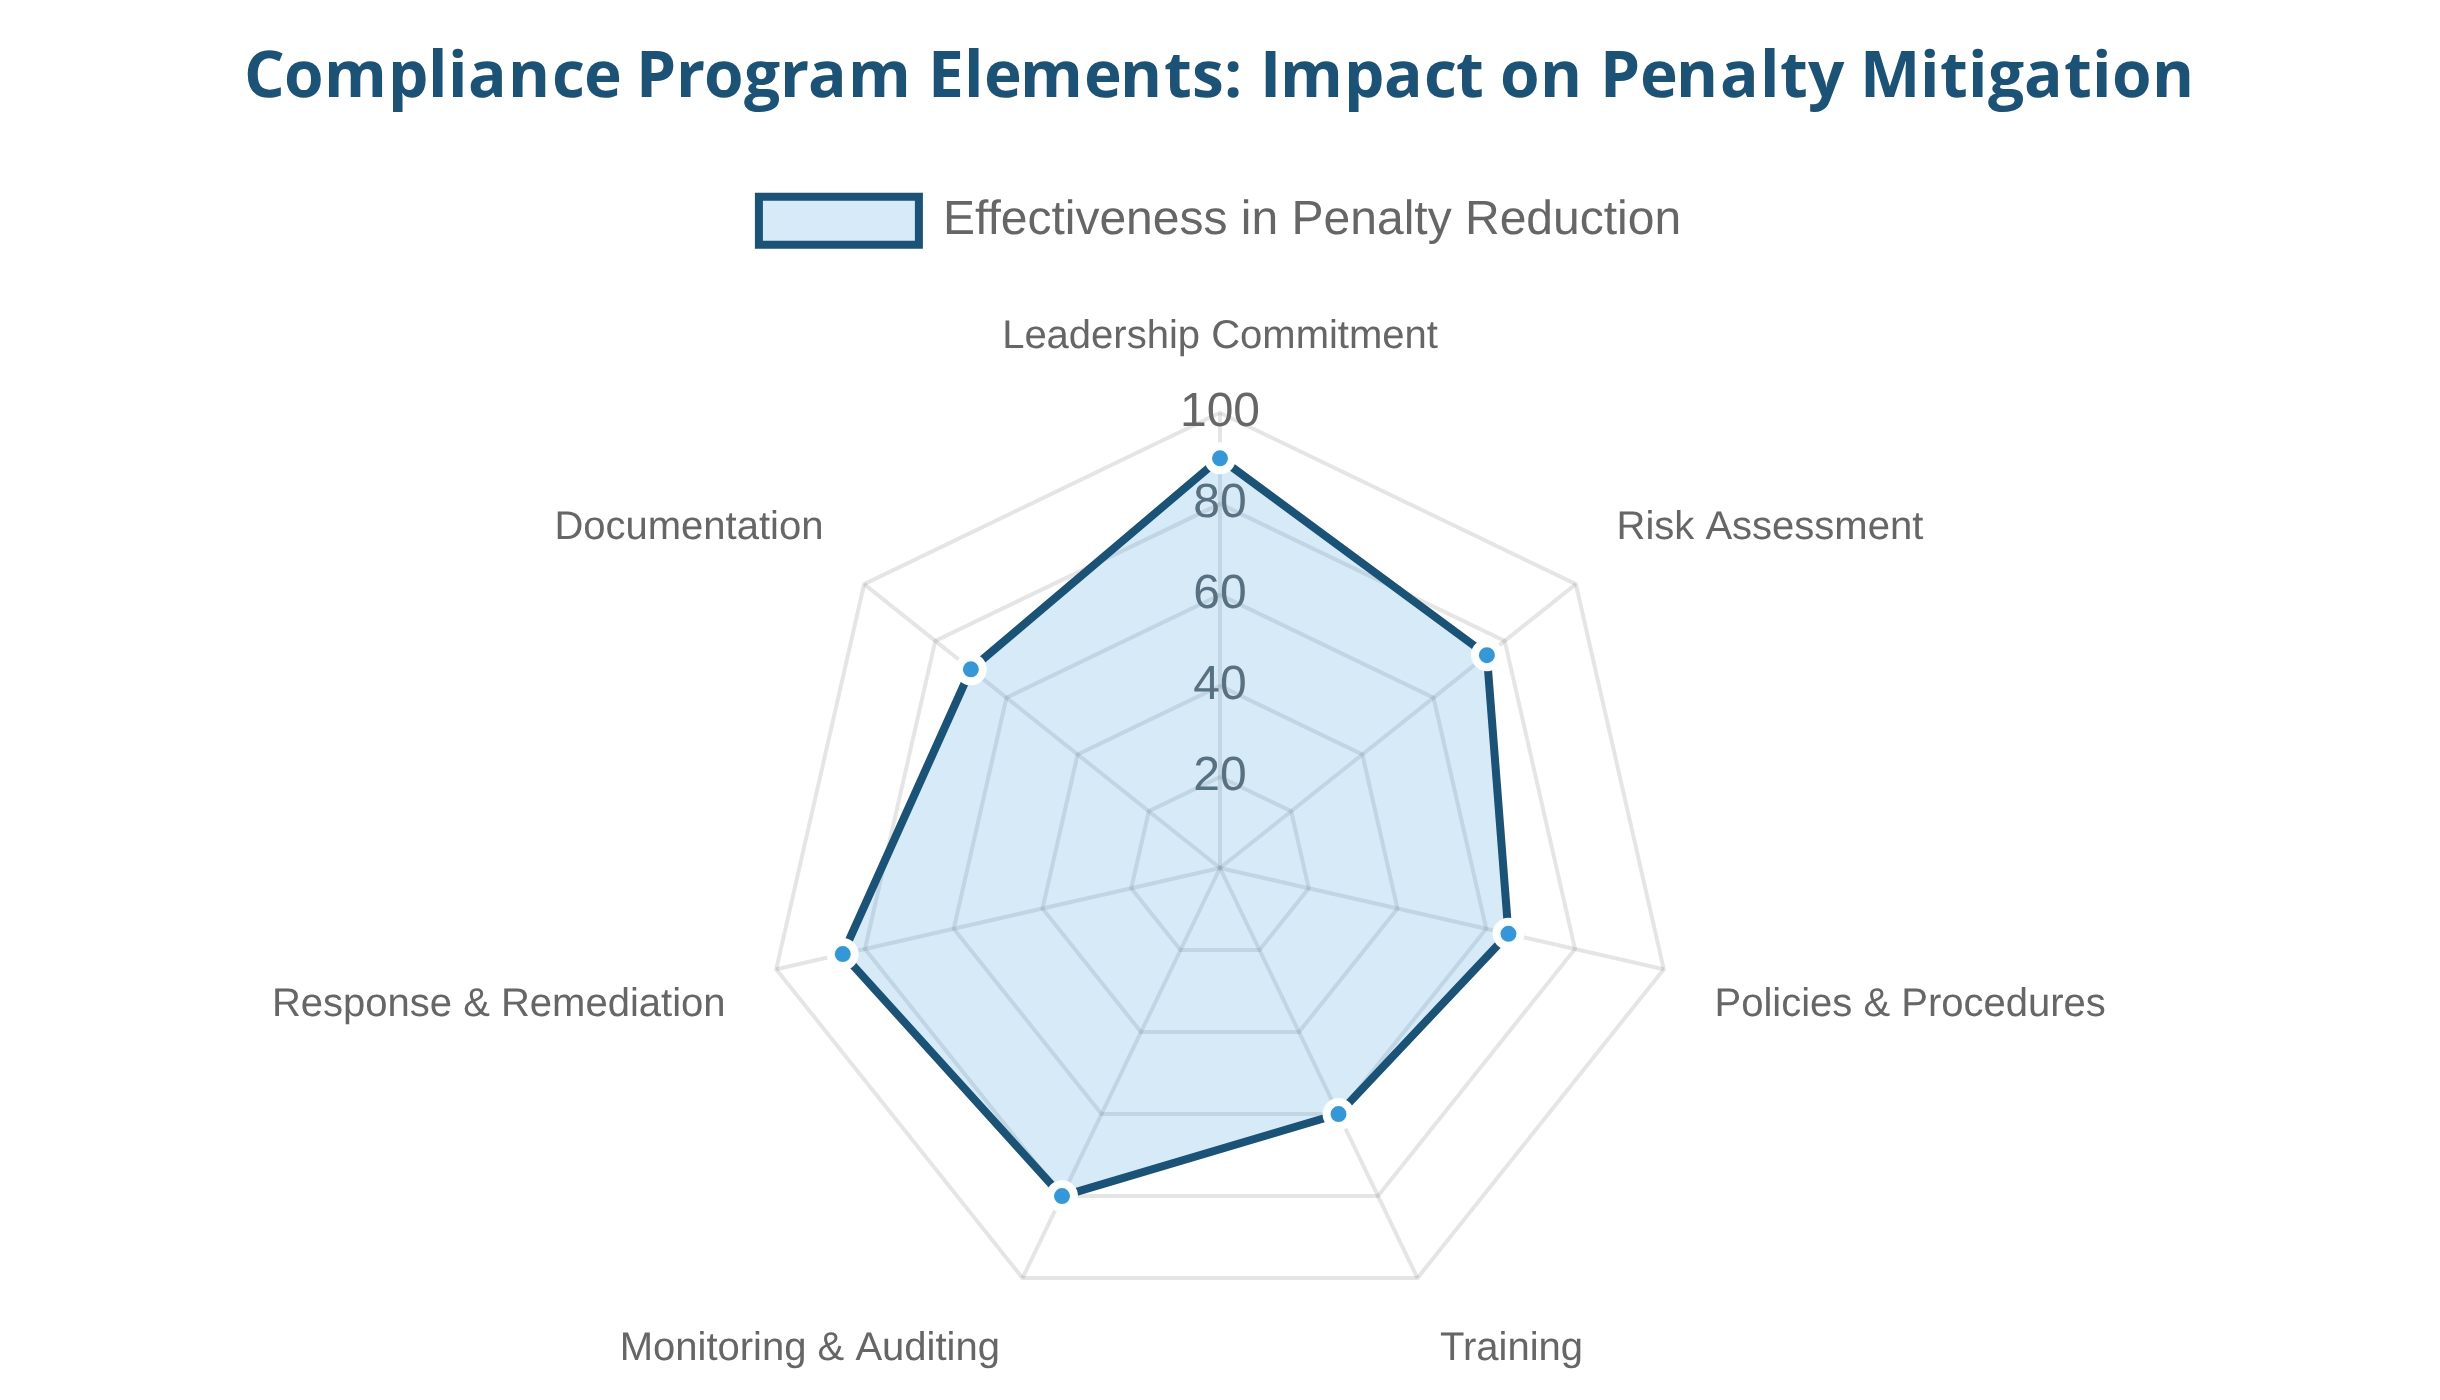 Compliance Program Elements: Impact on Penalty Mitigation
Effectiveness in Penalty Reduction
Leadership Commitment
100
80
60
40
20
Documentation
Risk Assessment
Response & Remediation
Policies & Procedures
Monitoring & Auditing
Training